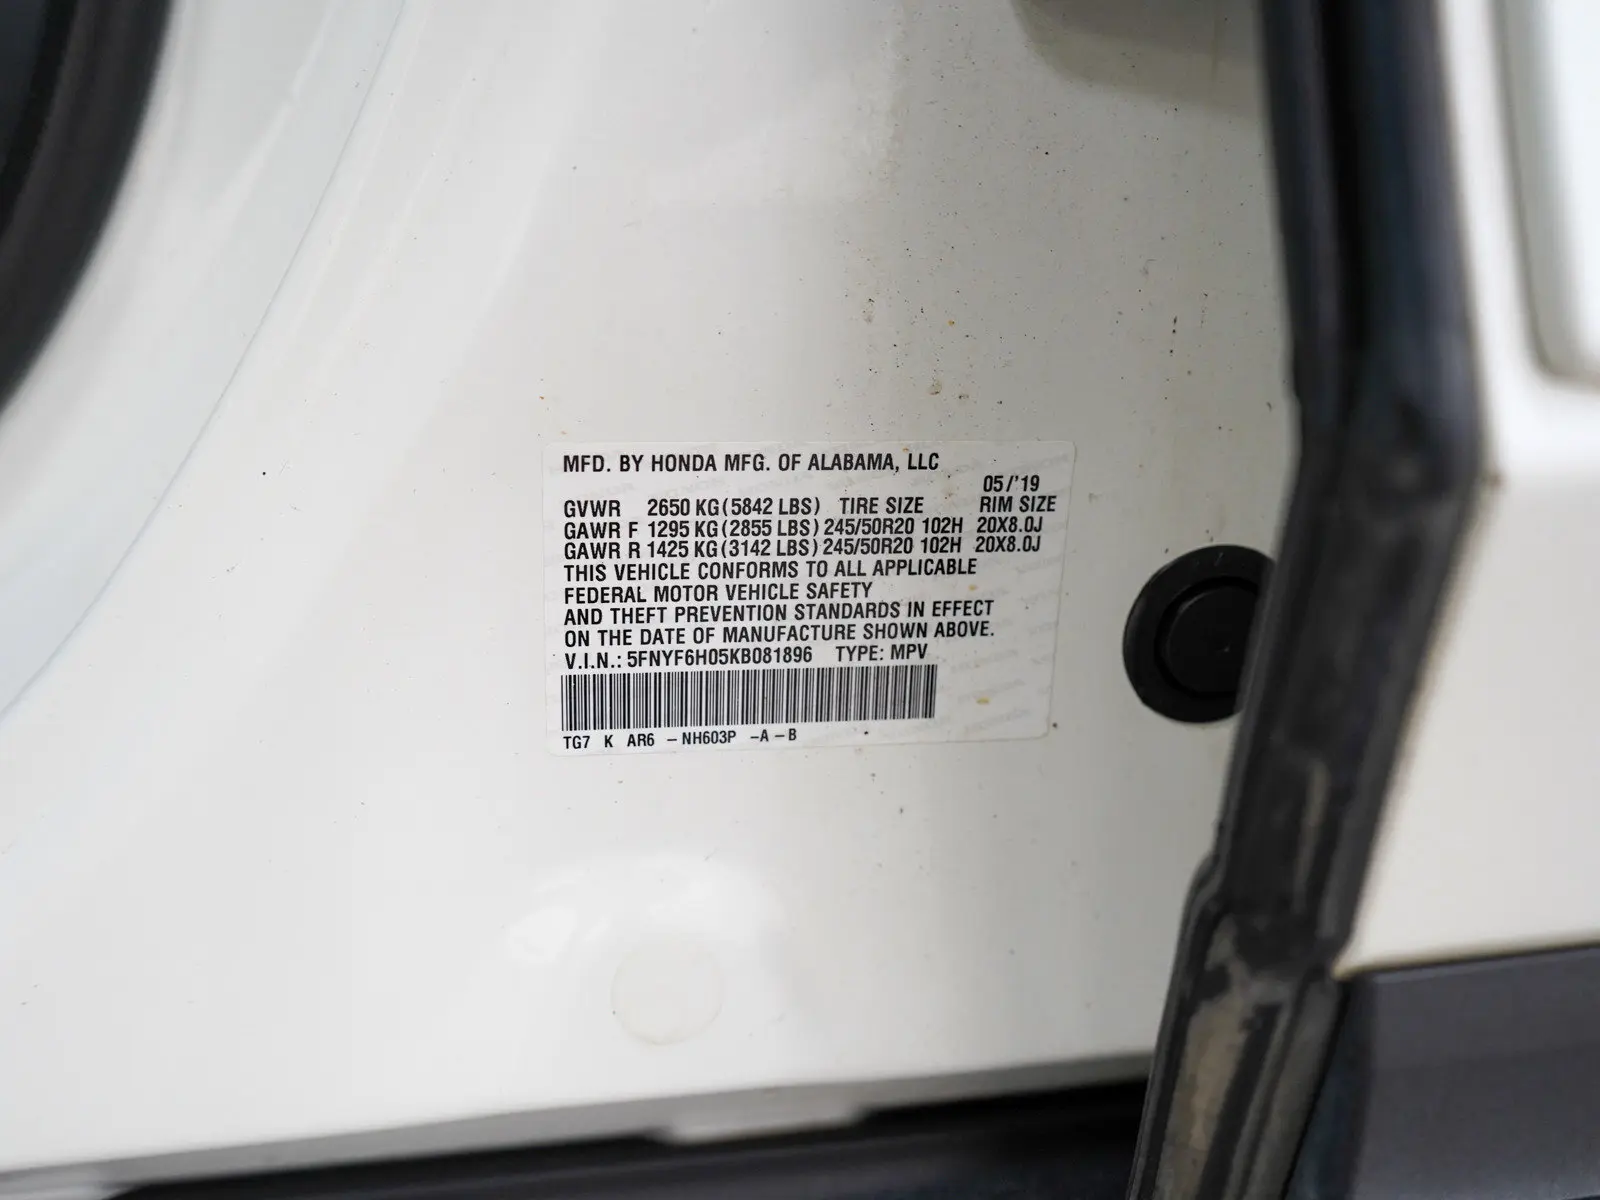 MFD. BY HONDA MFG. OF ALABAMA, LLC
05/'19
GVWR 2650 KG(5842 LBS) TIRE SIZE RIM SIZE
GAWR F 1295 KG(2855 LBS) 245/50R20 102H 20X8.0J
GAWR R 1425 KG(3142 LBS) 245/50R20 102H 20X8.0J
THIS VEHICLE CONFORMS TO ALL APPLICABLE
FEDERAL MOTOR VEHICLE SAFETY
AND THEFT PREVENTION STANDARDS IN EFFECT
ON THE DATE OF MANUFACTURE SHOWN ABOVE.
V.I.N.: 5FNYF6H05KB081896 TYPE: MPV
TG7 K AR6 -NH603P -A-B